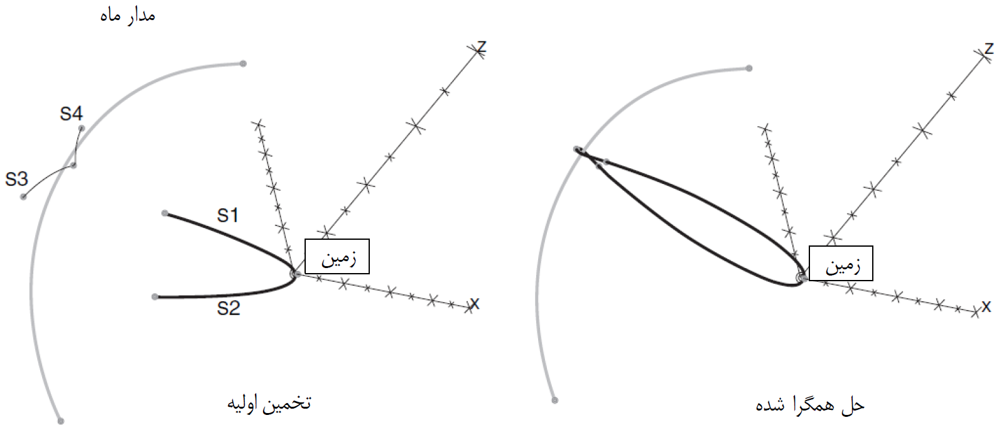 مدار ماه
Z
S4
S3
S1
زمین
S2
X
تخمین اولیه
Z
زمین
X
حل همگرا شده